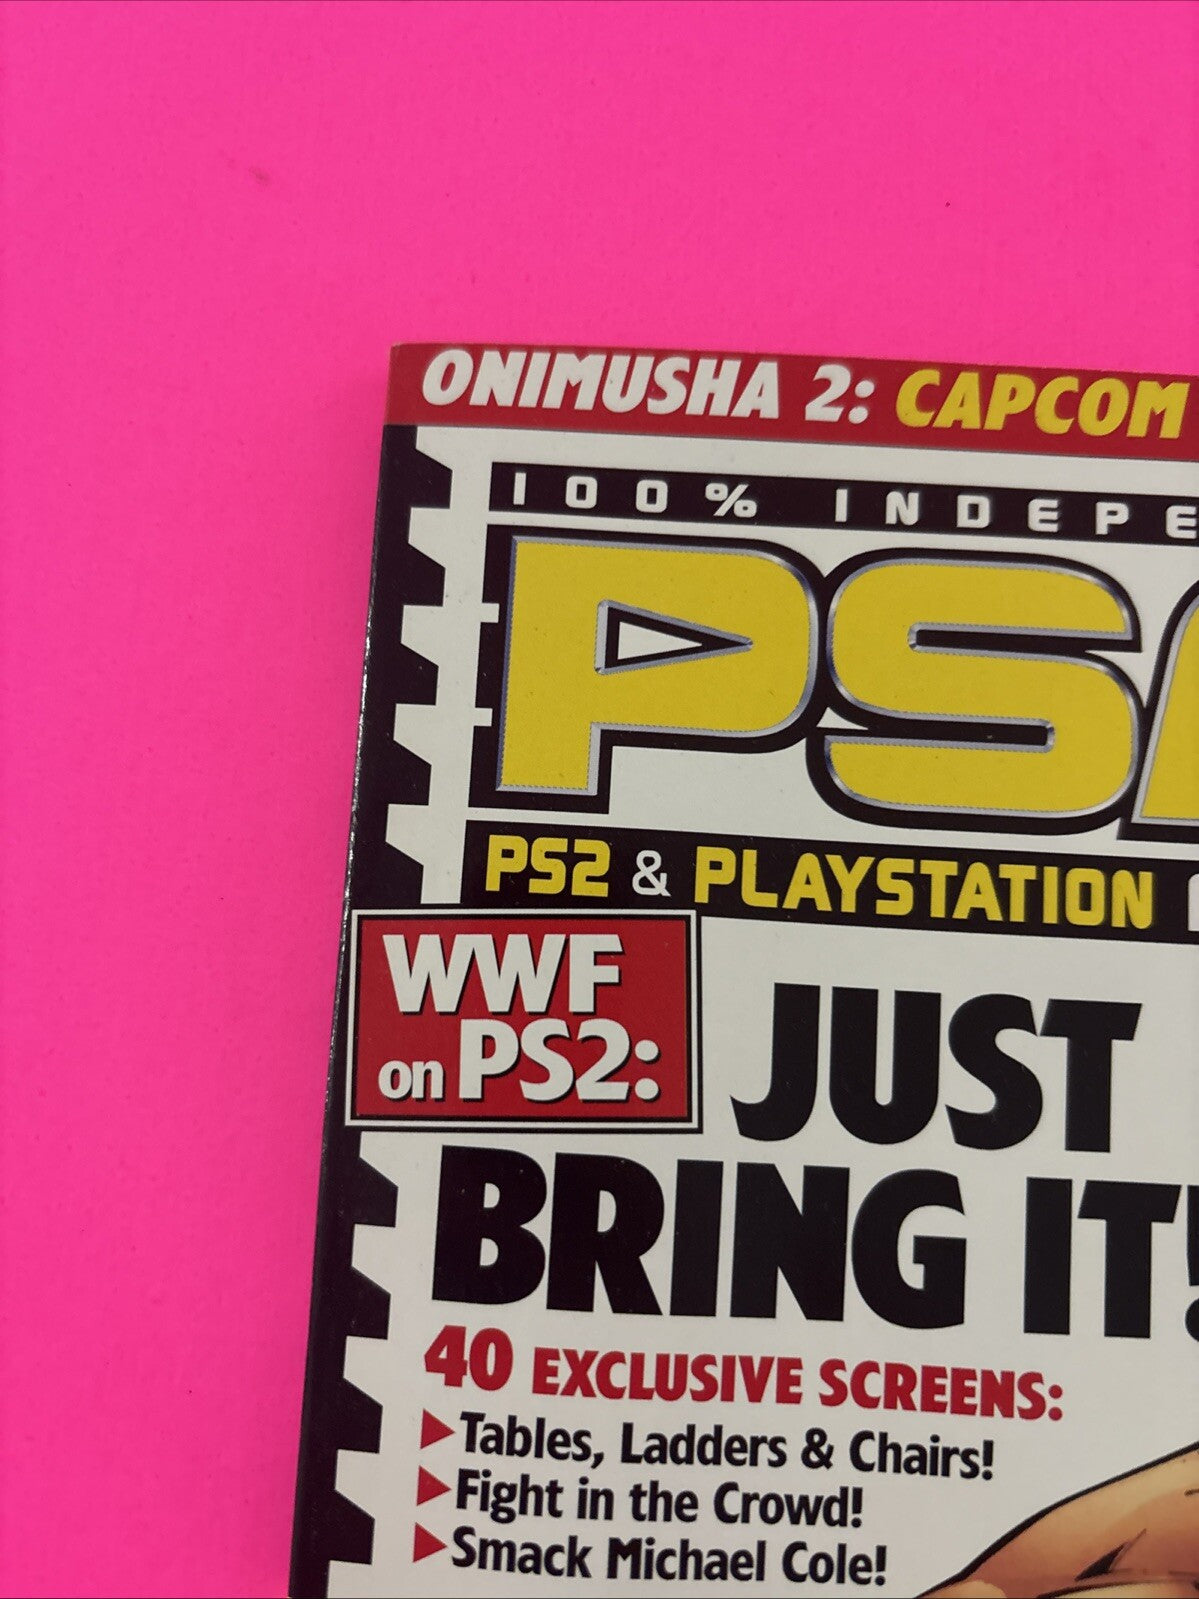 ONIMUSHA 2: CAPCOM
100% INDEPE
PS
PS2 & PLAYSTATION
WWF
on PS2:
JUST
BRING IT!
40 EXCLUSIVE SCREENS:
Tables, Ladders & Chairs!
Fight in the Crowd!
Smack Michael Cole!